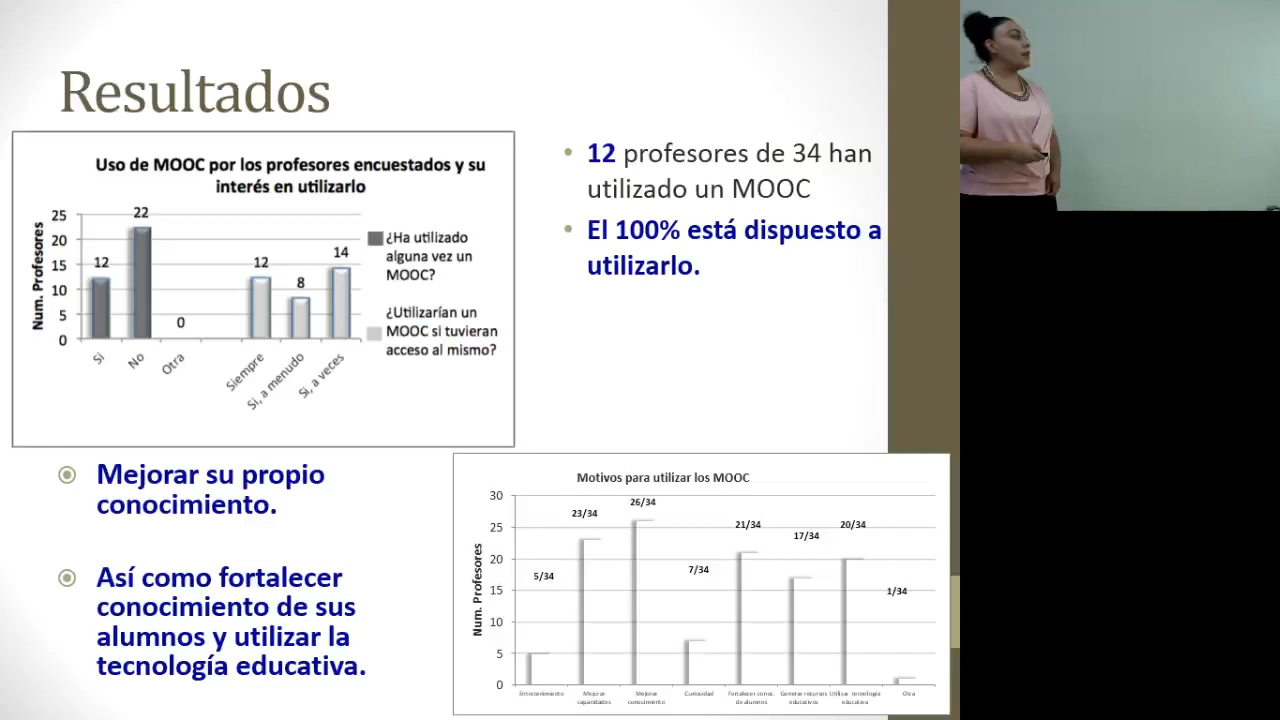 Resultados
Uso de MOOC por los profesores encuestados y su
interés en utilizarlo
Num. Profesores
25
20
15
10
5
0
12
22
0
12
8
14
Si
No
Otra
Siempre
Si, a menudo
Si, a veces
¿Ha utilizado
alguna vez un
MOOC?
¿Utilizarían un
MOOC si tuvieran
acceso al mismo?
12 profesores de 34 han
utilizado un MOOC
El 100% está dispuesto a
utilizarlo.
Mejorar su propio
conocimiento.
Así como fortalecer
conocimiento de sus
alumnos y utilizar la
tecnología educativa.
Motivos para utilizar los MOOC
Num. Profesores
30
25
20
15
10
5
0
5/34
23/34
26/34
7/34
21/34
17/34
20/34
1/34
Entretenimiento
Mejorar
capacidades
Mejorar
conocimiento
Curiosidad
Fortalecer conoc.
de alumnos
Generar recursos
educativos
Utilizar tecnología
educativa
Otra